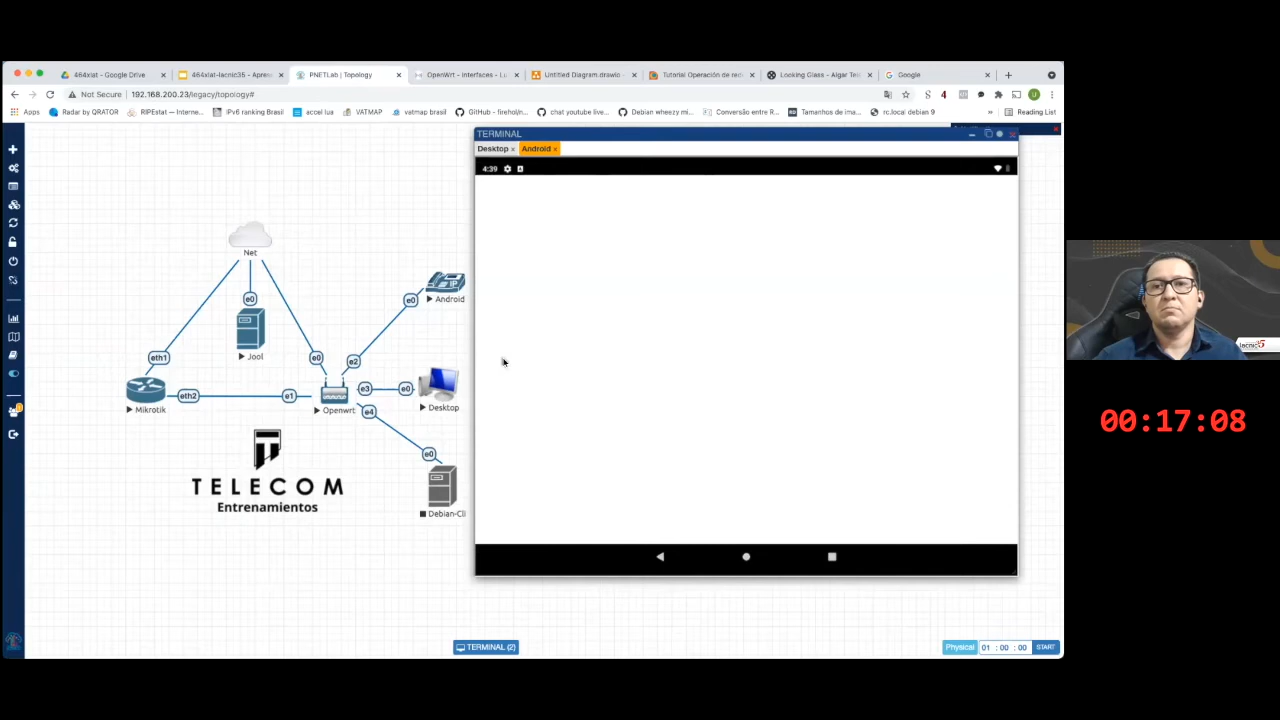 464xlat - Google Drive
464xlat-lacnic35 - Apren
PNETLab | Topology
OpenWrt - Interfaces - Lu
Untitled Diagram.drawio
Tutorial Operación de red
Looking Glass - Algar Tel
Google
Not Secure
192.168.200.23/legacy/topology#
Apps
Radar by QRATOR
RIPEstat — Interne...
IPv6 ranking Brasil
accel lua
VATMAP
vatmap brasil
GitHub - firehol/n...
chat youtube live...
Debian wheezy mi...
Conversão entre R...
Tamanhos de ima...
rc.local debian 9
»
Reading List
TERMINAL
Desktop x
Android x
4:39
Net
e0
Android
e0
Jool
eth1
e0
e2
Mikrotik
eth2
e1
Openwrt
e3
e0
Desktop
e4
e0
Debian-Cli
TELECOM
Entrenamientos
TERMINAL (2)
Physical
01 : 00 : 00
START
lacnic35
00:17:08